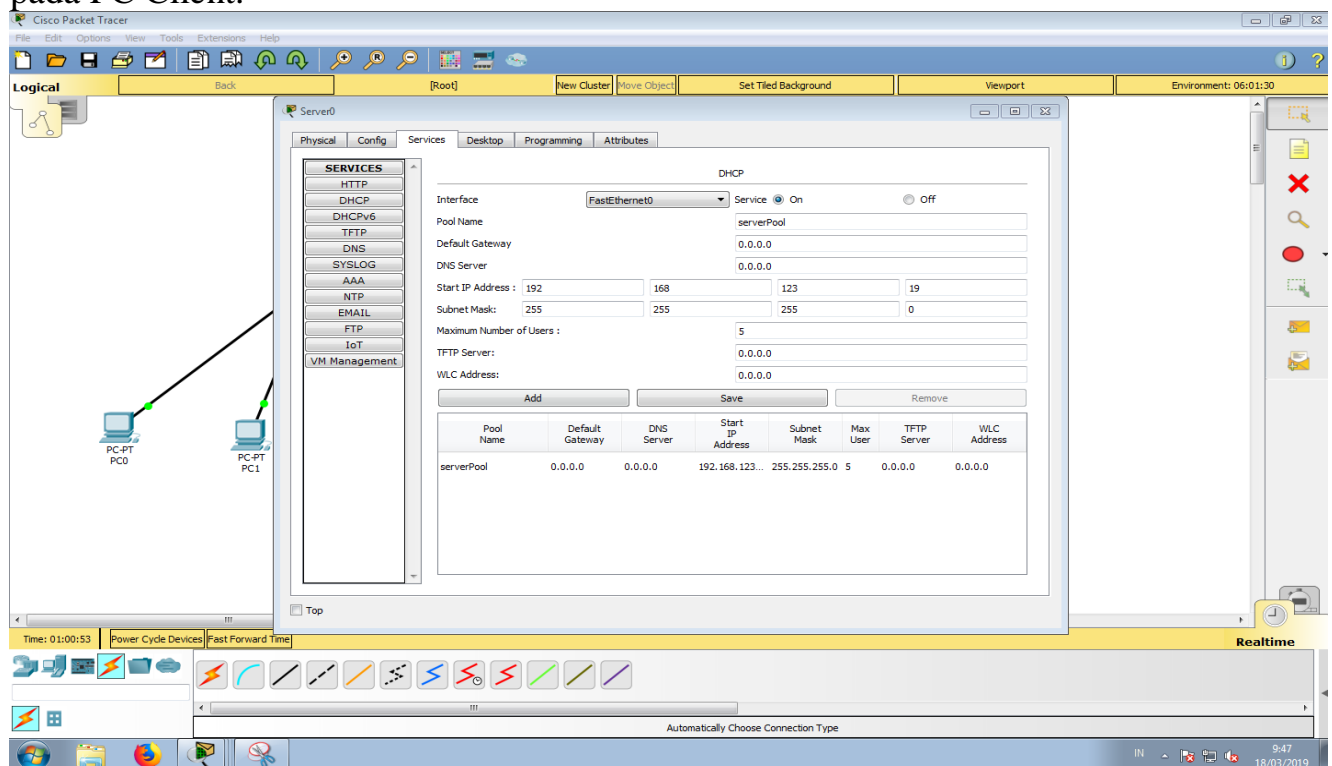 pada PC Client.
Cisco Packet Tracer
File Edit Options View Tools Extensions Help
Logical Back [Root] New Cluster Move Object Set Tiled Background Viewport Environment: 06:01:30
Server0
Physical Config Services Desktop Programming Attributes
SERVICES
HTTP
DHCP
DHCPv6
TFTP
DNS
SYSLOG
AAA
NTP
EMAIL
FTP
IoT
VM Management
DHCP
Interface FastEthernet0 Service On Off
Pool Name serverPool
Default Gateway 0.0.0.0
DNS Server 0.0.0.0
Start IP Address : 192 168 123 19
Subnet Mask: 255 255 255 0
Maximum Number of Users : 5
TFTP Server: 0.0.0.0
WLC Address: 0.0.0.0
Add Save Remove
Pool Name Default Gateway DNS Server Start IP Address Subnet Mask Max User TFTP Server WLC Address
serverPool 0.0.0.0 0.0.0.0 192.168.123... 255.255.255.0 5 0.0.0.0 0.0.0.0
Top
PC-PT
PC0
PC-PT
PC1
Time: 01:00:53 Power Cycle Devices Fast Forward Time Realtime
Automatically Choose Connection Type
IN 9:47
18/03/2019